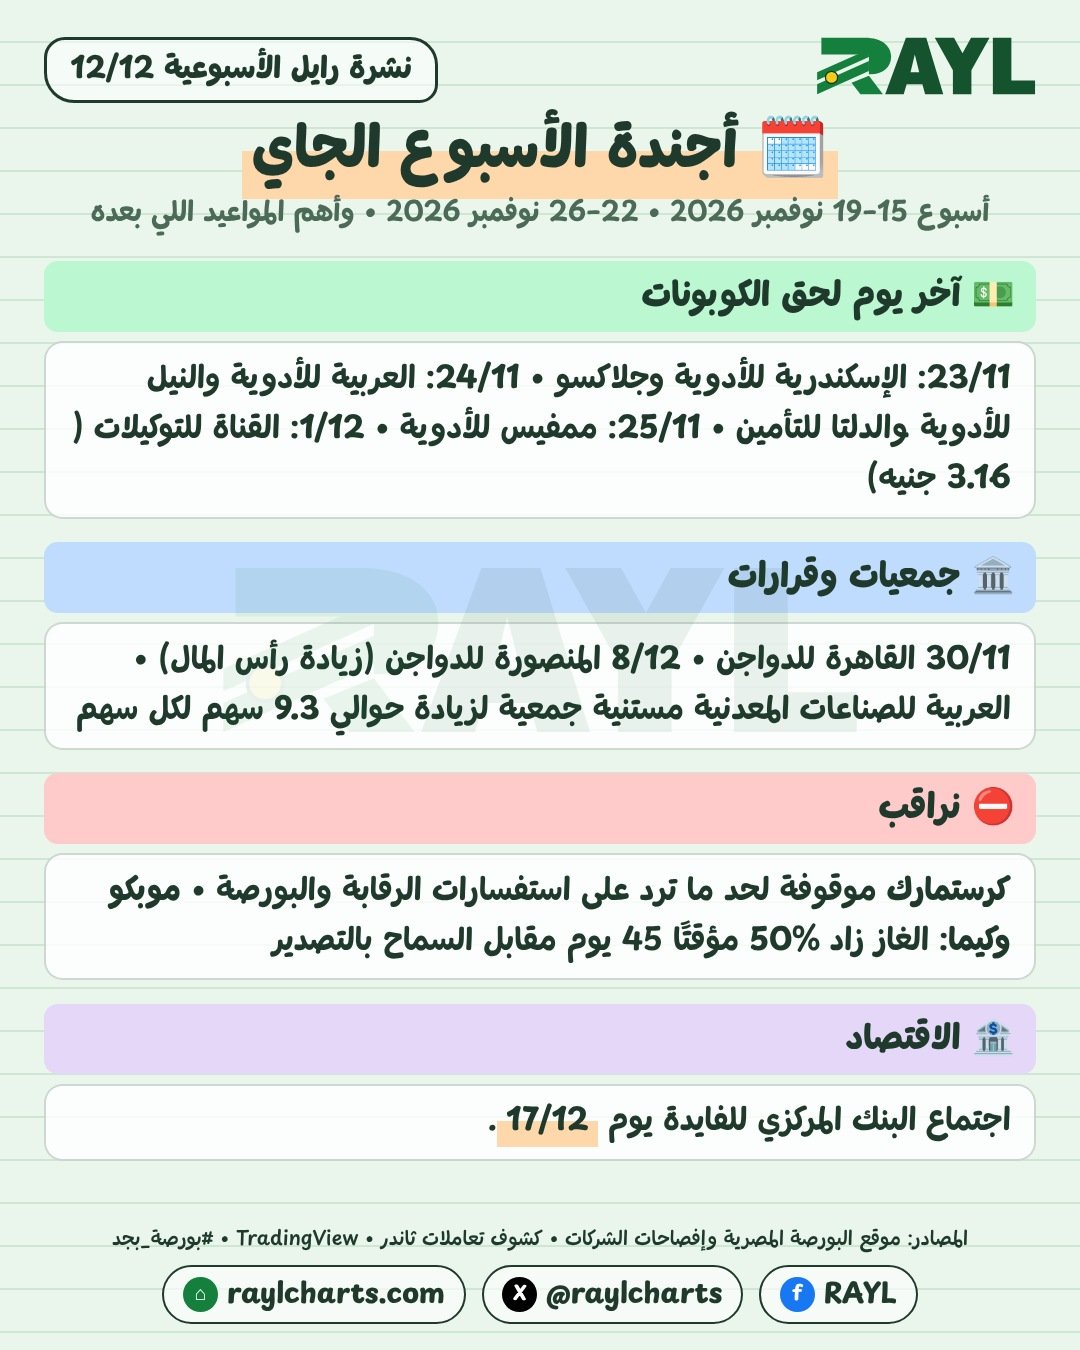 RAYL
نشرة رايل الأسبوعية 12/12
أجندة الأسبوع الجاي
أسبوع 15–19 نوفمبر 2026 • 22–26 نوفمبر 2026 • وأهم المواعيد اللي بعده
آخر يوم لحق الكوبونات
23/11: الإسكندرية للأدوية وجلاكسو • 24/11: العربية للأدوية والنيل
للأدوية والدلتا للتأمين • 25/11: ممفيس للأدوية • 1/12: القناة للتوكيلات (
3.16 جنيه)
جمعيات وقرارات
30/11 القاهرة للدواجن • 8/12 المنصورة للدواجن (زيادة رأس المال) •
العربية للصناعات المعدنية مستنية جمعية لزيادة حوالي 9.3 سهم لكل سهم
نراقب
كرستمارك موقوفة لحد ما ترد على استفسارات الرقابة والبورصة • موبكو
وكيما: الغاز زاد 50% مؤقتًا 45 يوم مقابل السماح بالتصدير
الاقتصاد
اجتماع البنك المركزي للفايدة يوم 17/12.
المصادر: موقع البورصة المصرية وإفصاحات الشركات • كشوف تعاملات ثاندر • TradingView • #بورصة_بجد
raylcharts.com
X @raylcharts
f RAYL